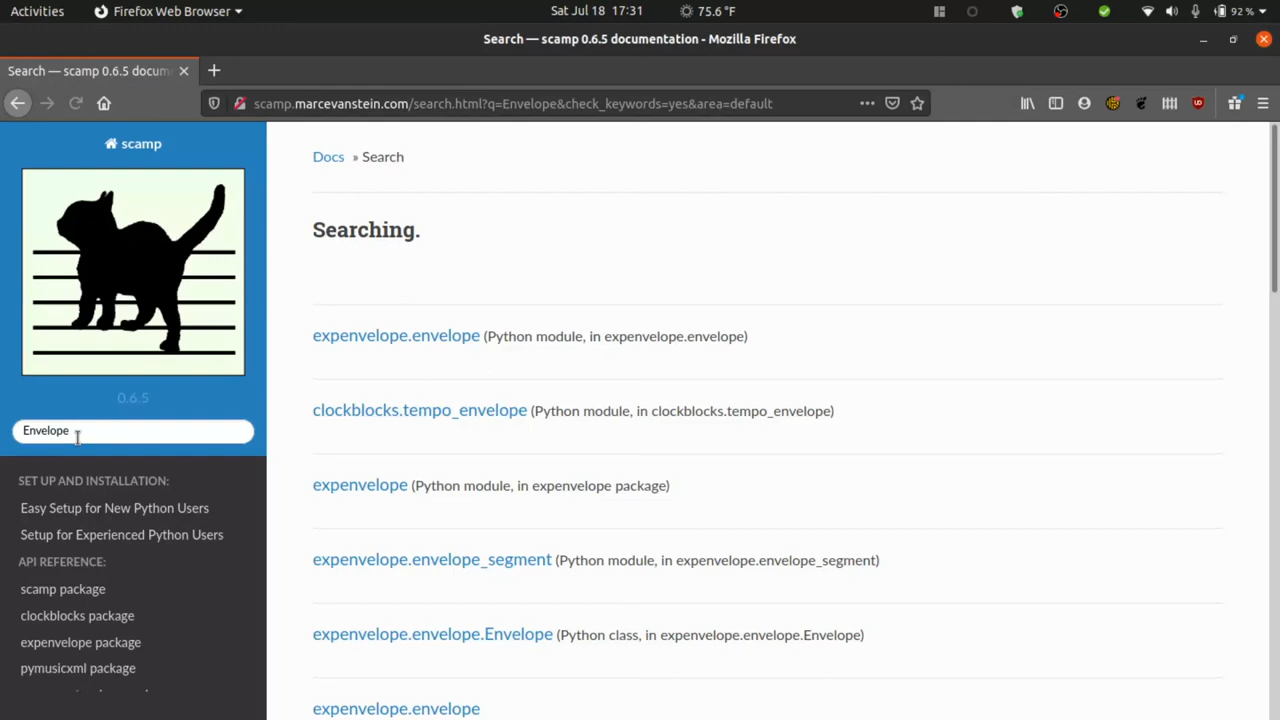 Activities Firefox Web Browser Sat Jul 18 17:31 75.6 °F 92 %
Search — scamp 0.6.5 documentation - Mozilla Firefox
Search — scamp 0.6.5 docum
scamp.marcevanstein.com/search.html?q=Envelope&check_keywords=yes&area=default
scamp
0.6.5
Envelope
SET UP AND INSTALLATION:
Easy Setup for New Python Users
Setup for Experienced Python Users
API REFERENCE:
scamp package
clockblocks package
expenvelope package
pymusicxml package
Docs » Search
Searching.
expenvelope.envelope (Python module, in expenvelope.envelope)
clockblocks.tempo_envelope (Python module, in clockblocks.tempo_envelope)
expenvelope (Python module, in expenvelope package)
expenvelope.envelope_segment (Python module, in expenvelope.envelope_segment)
expenvelope.envelope.Envelope (Python class, in expenvelope.envelope.Envelope)
expenvelope.envelope